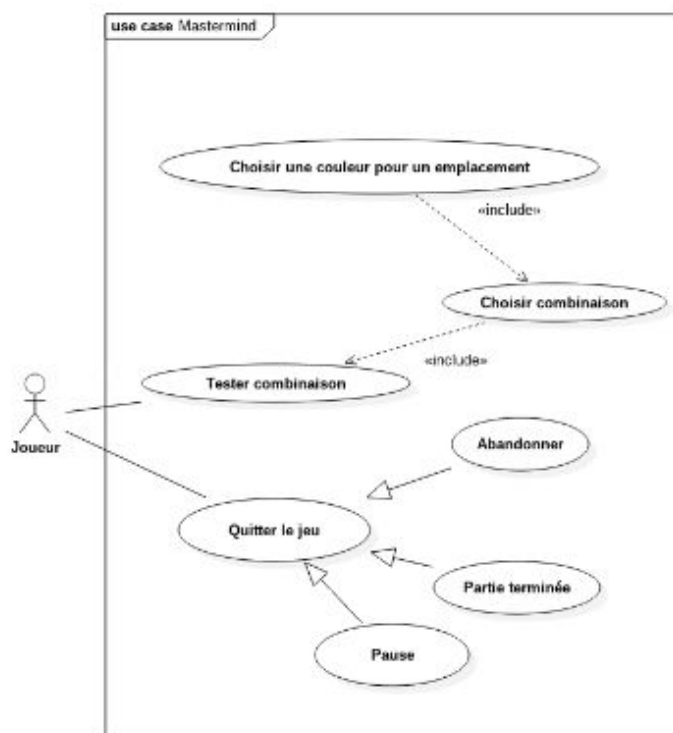 use case Mastermind
Choisir une couleur pour un emplacement
«include»
Choisir combinaison
«include»
Tester combinaison
Joueur
Abandonner
Quitter le jeu
Partie terminée
Pause